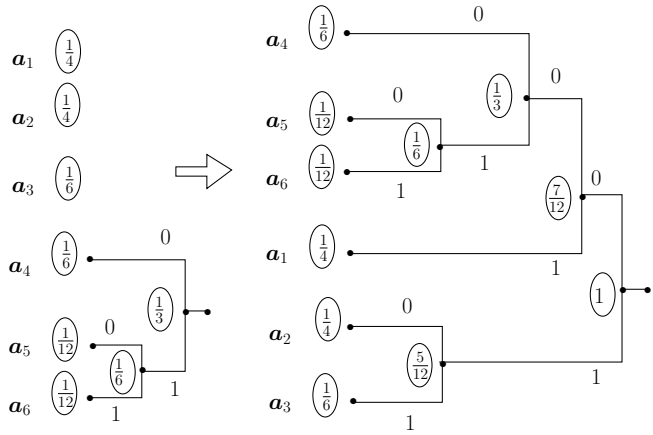 a₁ 1/4
a₂ 1/4
a₃ 1/6
0
a₄ 1/6
1/3
0
a₅ 1/12
1/6
1
a₆ 1/12
1
0
a₄ 1/6
0
1/3
0
a₅ 1/12
1/6
1
a₆ 1/12
1
0
7/12
a₁ 1/4
1
1
0
a₂ 1/4
5/12
1
a₃ 1/6
1